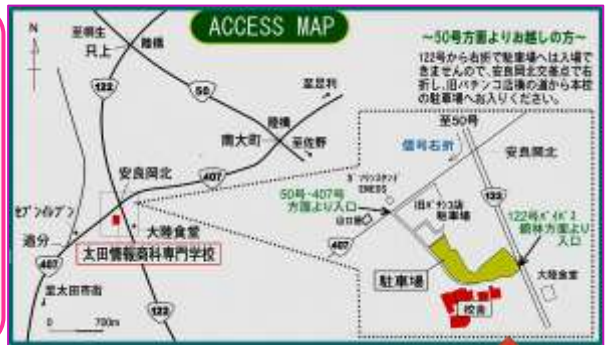 ACCESS MAP
N
至桐生
只上
陸橋
122
50
至足利
陸橋
南大町
至佐野
安良岡北
407
セブンイレブン
追分
大陸食堂
太田情報商科専門学校
407
至太田市街
122
0 700m
～50号方面よりお越しの方～
122号から右折で駐車場へは入場で
きませんので、安良岡北交差点で右
折し、旧パチンコ店横の道から本校
の駐車場へお入りください。
至50号
信号右折
安良岡北
ガソリンスタンド
ENEOS
50号・407号
方面より入口
旧パチンコ店
駐車場
122
122号バイパス
館林方面より
入口
407
駐車場
大陸食堂
校舎